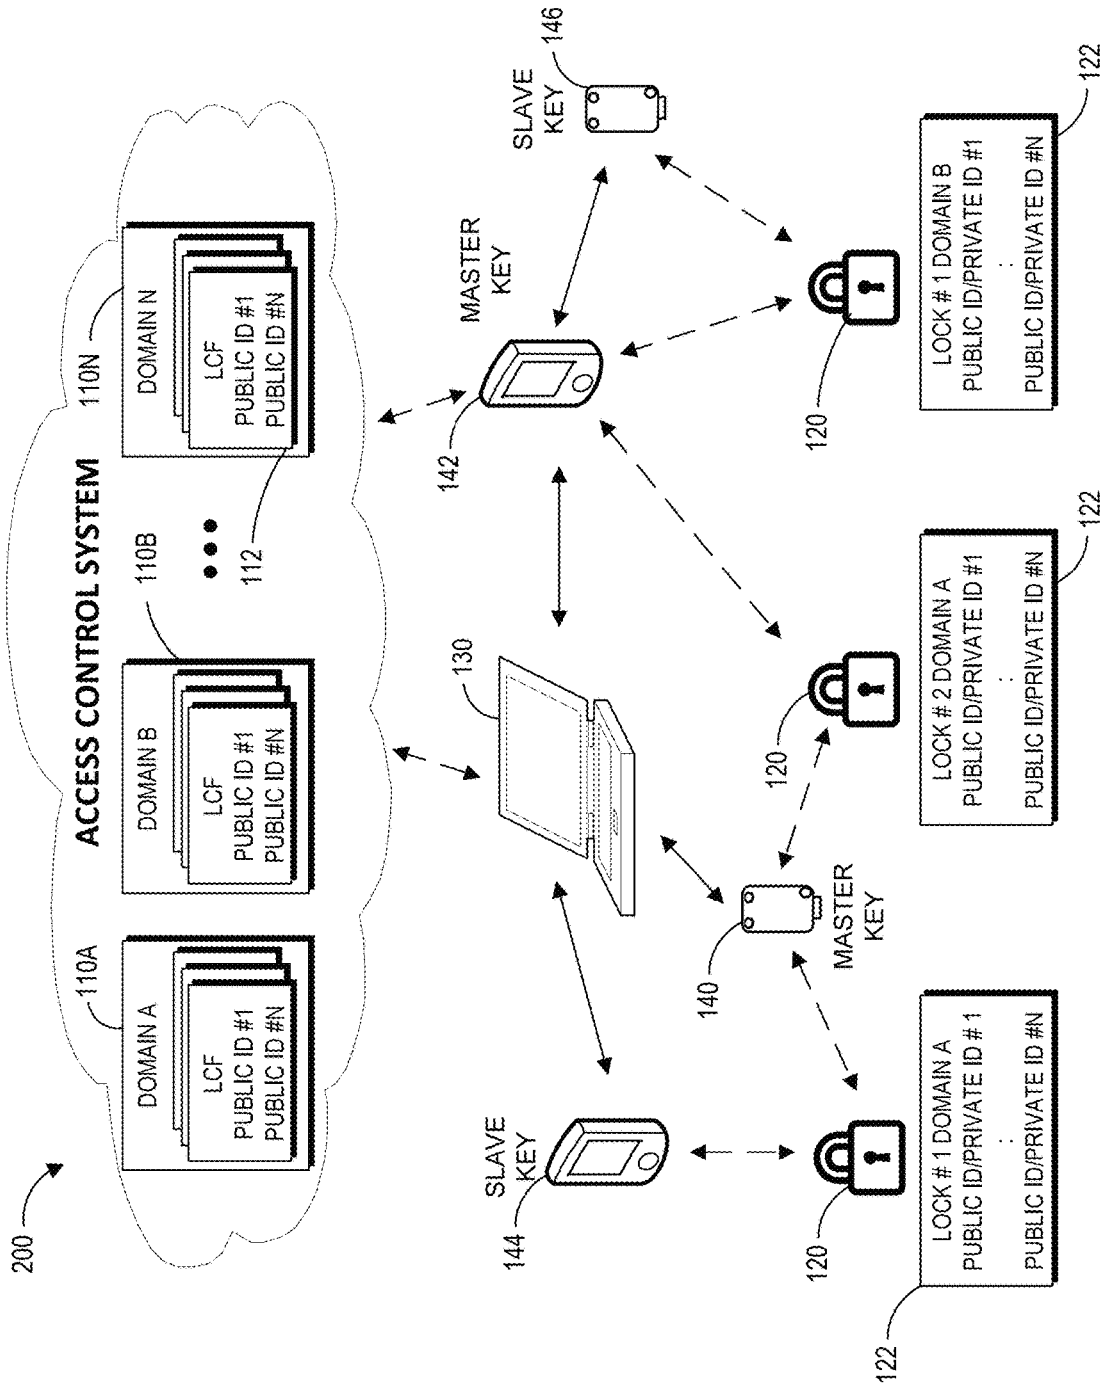 200
ACCESS CONTROL SYSTEM
110A
DOMAIN A
LCF
PUBLIC ID #1
PUBLIC ID #N
110B
DOMAIN B
LCF
PUBLIC ID #1
PUBLIC ID #N
110N
DOMAIN N
LCF
PUBLIC ID #1
PUBLIC ID #N
112
SLAVE
KEY
144
130
142
MASTER
KEY
SLAVE
KEY
146
140
MASTER
KEY
120
120
120
122
LOCK # 1 DOMAIN A
PUBLIC ID/PRIVATE ID # 1
:
PUBLIC ID/PRIVATE ID #N
LOCK # 2 DOMAIN A
PUBLIC ID/PRIVATE ID #1
:
PUBLIC ID/PRIVATE ID #N
122
LOCK # 1 DOMAIN B
PUBLIC ID/PRIVATE ID #1
:
PUBLIC ID/PRIVATE ID #N
122